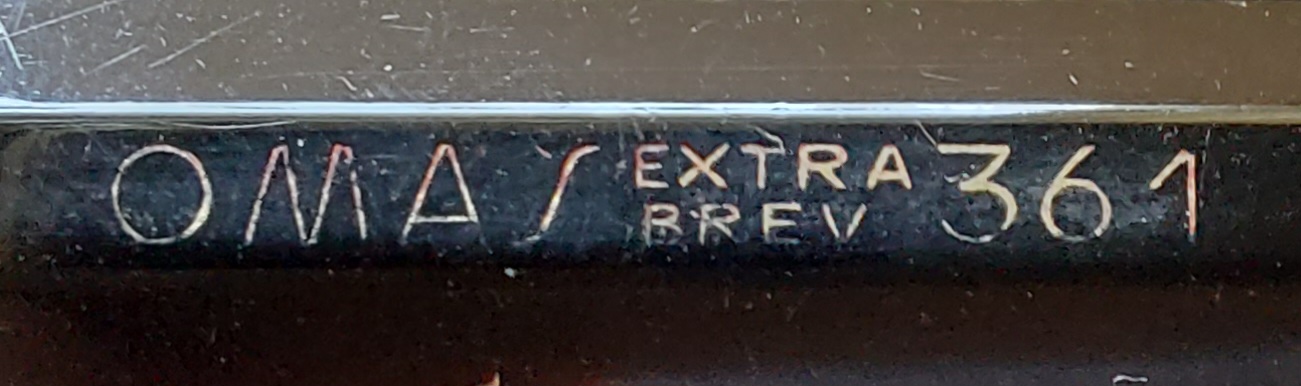 OMAS EXTRA 361
BREV